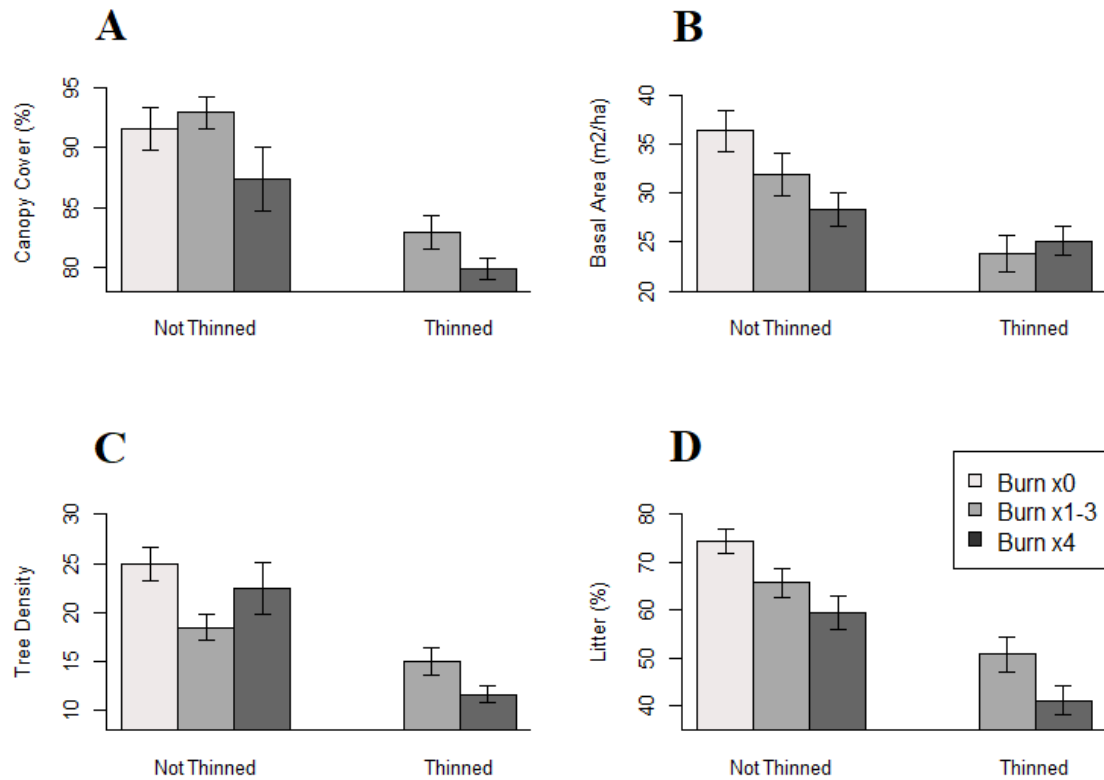 A
Canopy Cover (%)
95
90
85
80
Not Thinned
Thinned
B
Basal Area (m2/ha)
40
35
30
25
20
Not Thinned
Thinned
C
Tree Density
30
25
20
15
10
Not Thinned
Thinned
D
Litter (%)
80
70
60
50
40
Not Thinned
Thinned
Burn x0
Burn x1-3
Burn x4